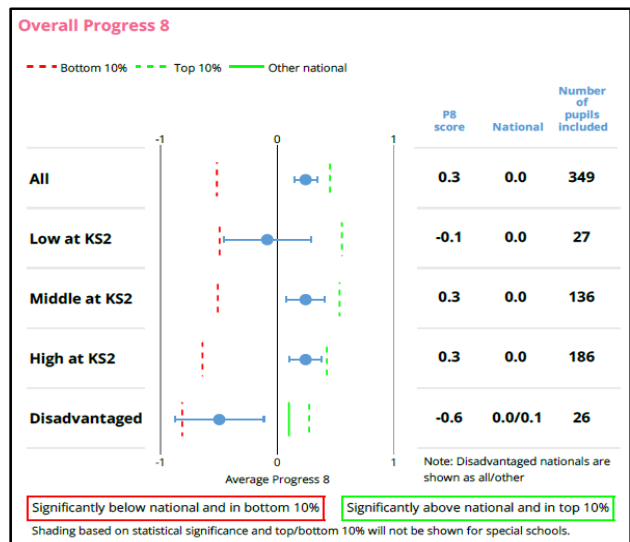 Overall Progress 8
Bottom 10% Top 10% Other national
P8 score National Number of pupils included
-1 0 1
All 0.3 0.0 349
Low at KS2 -0.1 0.0 27
Middle at KS2 0.3 0.0 136
High at KS2 0.3 0.0 186
Disadvantaged -0.6 0.0/0.1 26
-1 0 1
Average Progress 8
Note: Disadvantaged nationals are
shown as all/other
Significantly below national and in bottom 10% Significantly above national and in top 10%
Shading based on statistical significance and top/bottom 10% will not be shown for special schools.